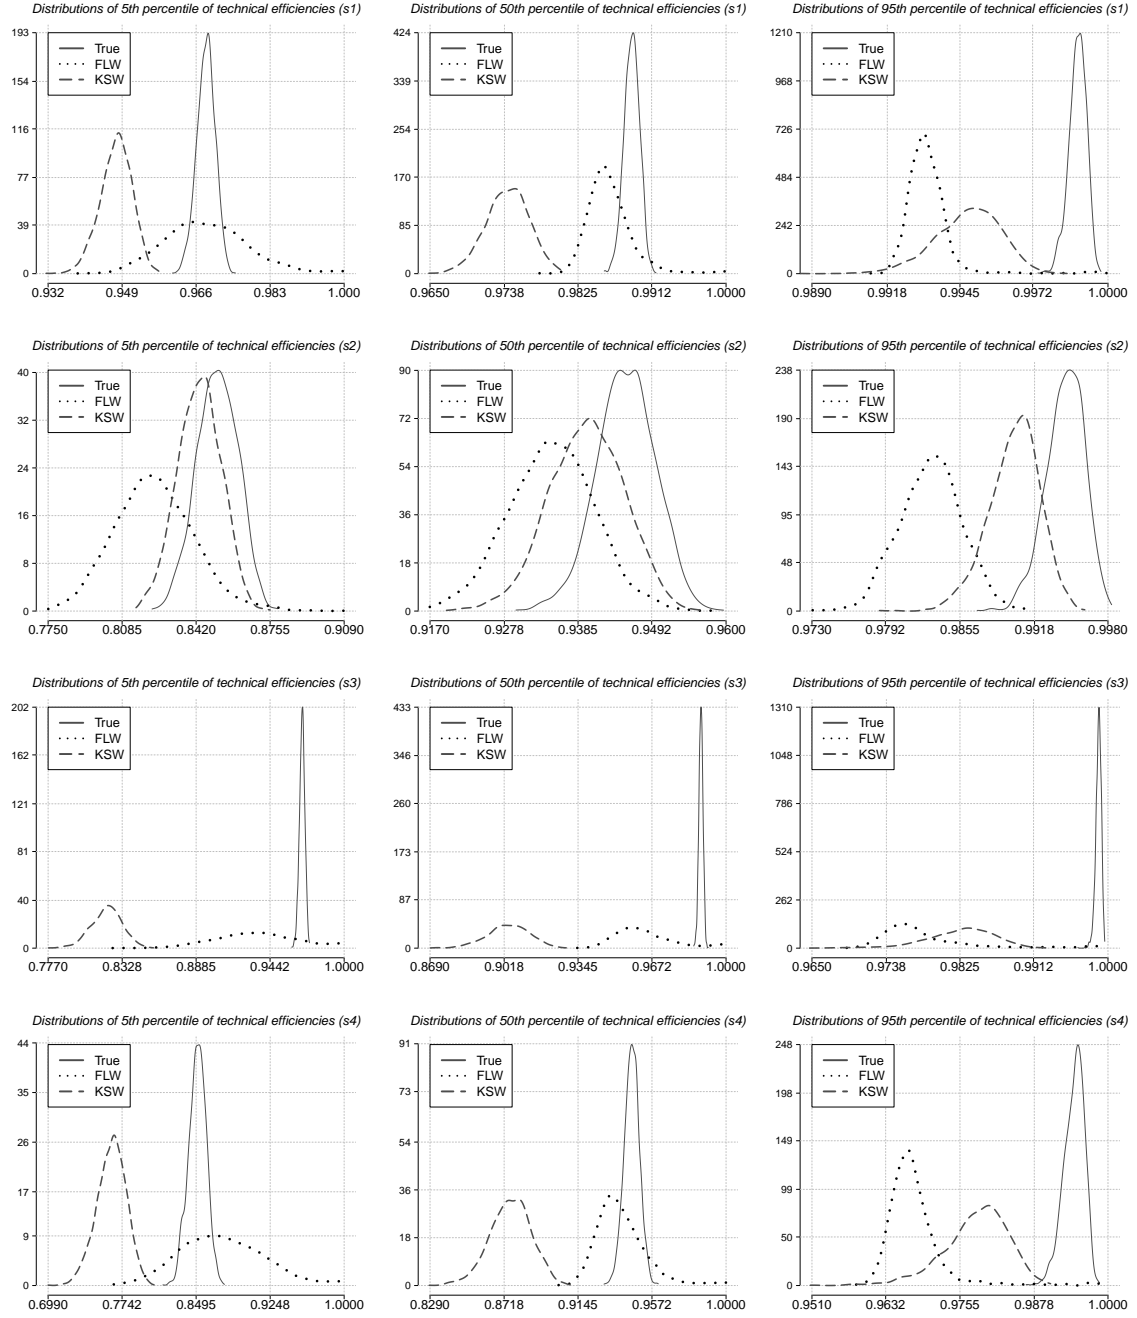 Distributions of 5th percentile of technical efficiencies (s1)
193
154
116
77
39
0
True
FLW
KSW
0.932 0.949 0.966 0.983 1.000
Distributions of 50th percentile of technical efficiencies (s1)
424
339
254
170
85
0
True
FLW
KSW
0.9650 0.9738 0.9825 0.9912 1.0000
Distributions of 95th percentile of technical efficiencies (s1)
1210
968
726
484
242
0
True
FLW
KSW
0.9890 0.9918 0.9945 0.9972 1.0000
Distributions of 5th percentile of technical efficiencies (s2)
40
32
24
16
8
0
True
FLW
KSW
0.7750 0.8085 0.8420 0.8755 0.9090
Distributions of 50th percentile of technical efficiencies (s2)
90
72
54
36
18
0
True
FLW
KSW
0.9170 0.9278 0.9385 0.9492 0.9600
Distributions of 95th percentile of technical efficiencies (s2)
238
190
143
95
48
0
True
FLW
KSW
0.9730 0.9792 0.9855 0.9918 0.9980
Distributions of 5th percentile of technical efficiencies (s3)
202
162
121
81
40
0
True
FLW
KSW
0.7770 0.8328 0.8885 0.9442 1.0000
Distributions of 50th percentile of technical efficiencies (s3)
433
346
260
173
87
0
True
FLW
KSW
0.8690 0.9018 0.9345 0.9672 1.0000
Distributions of 95th percentile of technical efficiencies (s3)
1310
1048
786
524
262
0
True
FLW
KSW
0.9650 0.9738 0.9825 0.9912 1.0000
Distributions of 5th percentile of technical efficiencies (s4)
44
35
26
17
9
0
True
FLW
KSW
0.6990 0.7742 0.8495 0.9248 1.0000
Distributions of 50th percentile of technical efficiencies (s4)
91
73
54
36
18
0
True
FLW
KSW
0.8290 0.8718 0.9145 0.9572 1.0000
Distributions of 95th percentile of technical efficiencies (s4)
248
198
149
99
50
0
True
FLW
KSW
0.9510 0.9632 0.9755 0.9878 1.0000